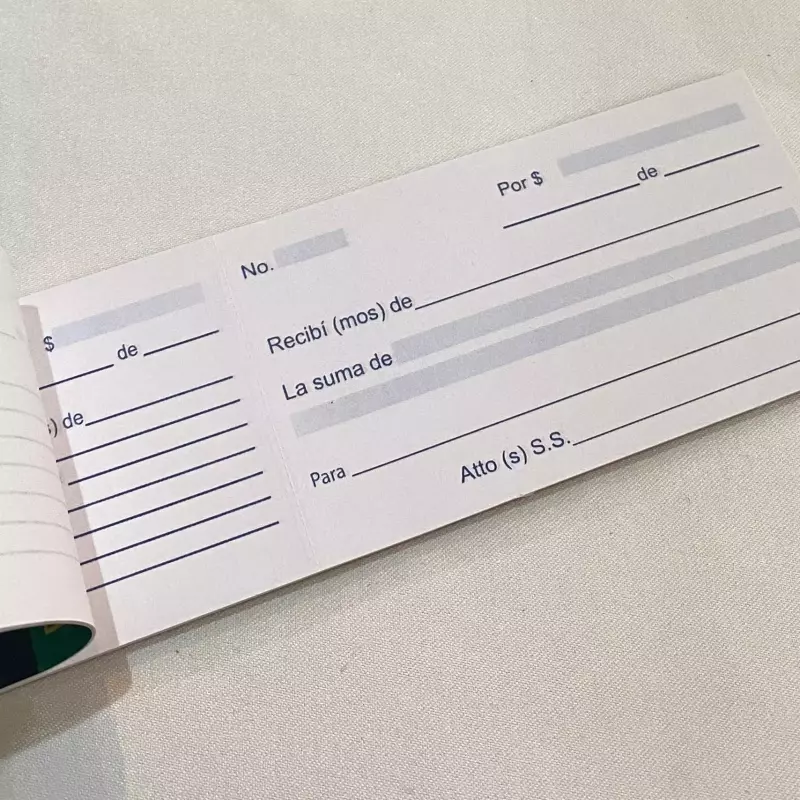 $
de
) de
No.
Por $
de
Recibí (mos) de
La suma de
Para
Atto (s) S.S.